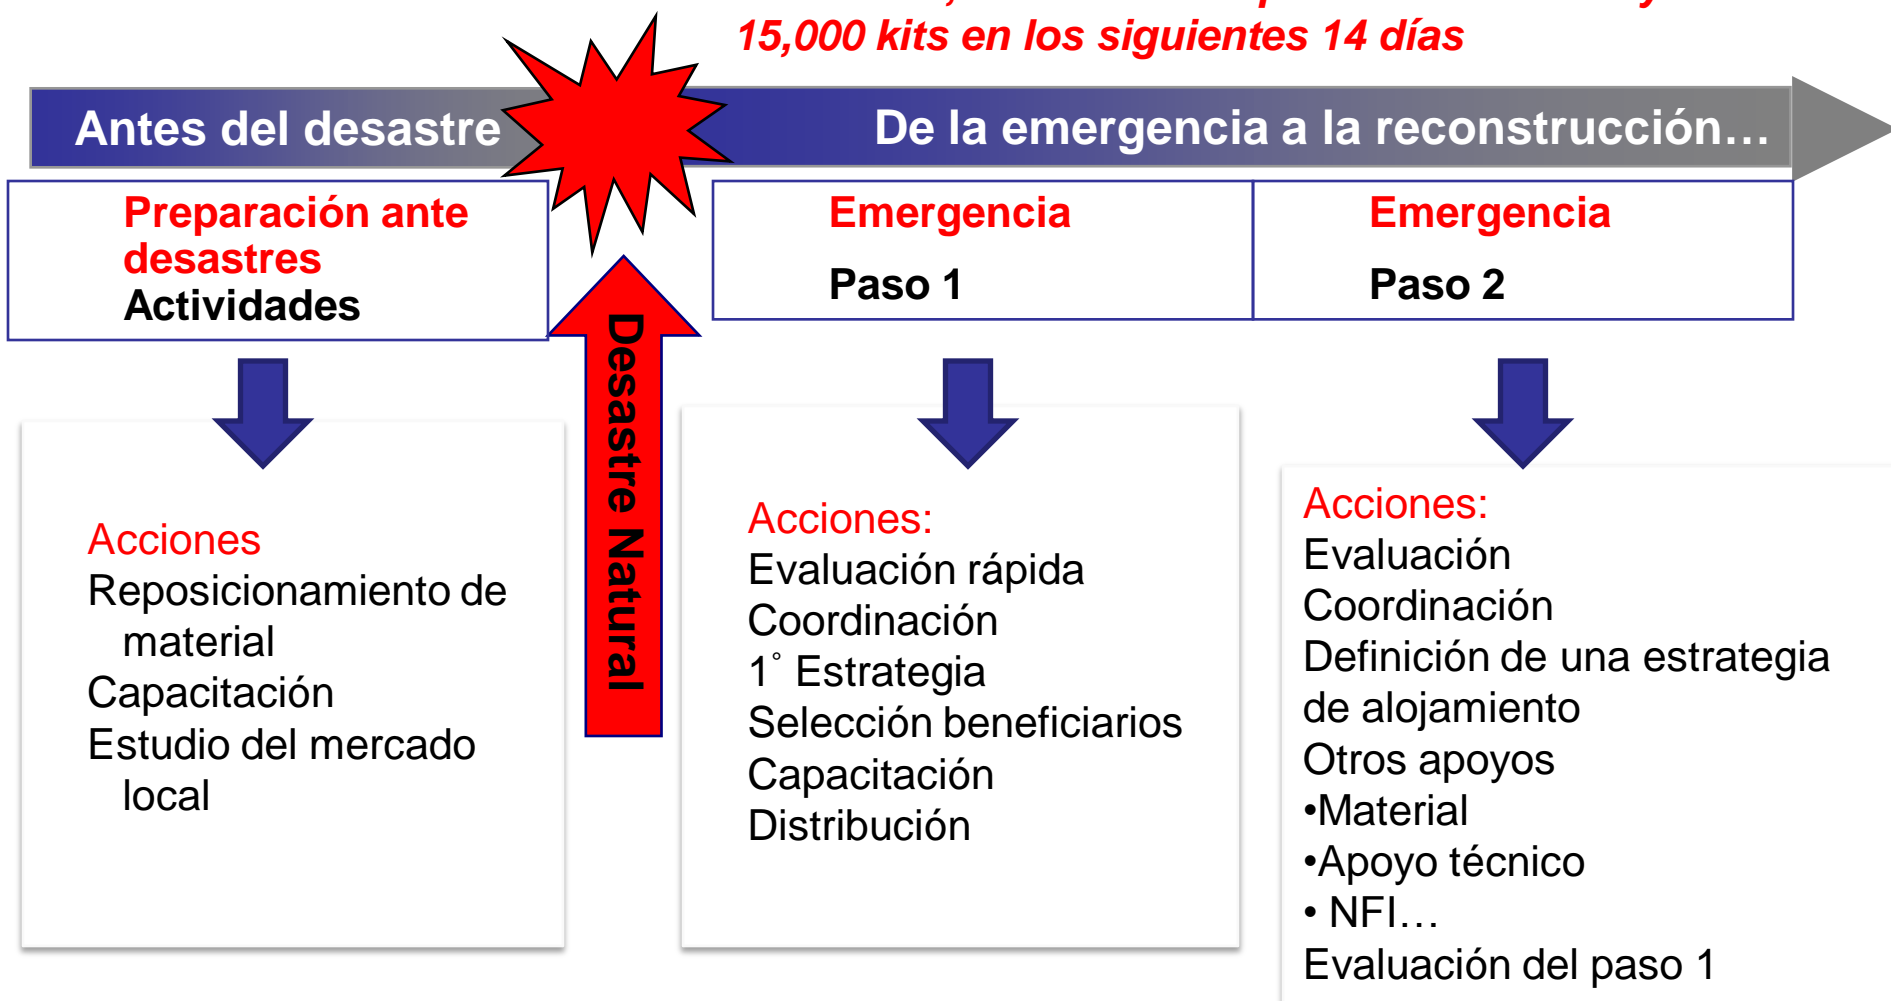 15,000 kits en los siguientes 14 días
Antes del desastre
De la emergencia a la reconstrucción…
Preparación ante
desastres
Actividades
Emergencia
Paso 1
Emergencia
Paso 2
Desastre Natural
Acciones
Reposicionamiento de
material
Capacitación
Estudio del mercado
local
Acciones:
Evaluación rápida
Coordinación
1° Estrategia
Selección beneficiarios
Capacitación
Distribución
Acciones:
Evaluación
Coordinación
Definición de una estrategia
de alojamiento
Otros apoyos
•Material
•Apoyo técnico
• NFI…
Evaluación del paso 1